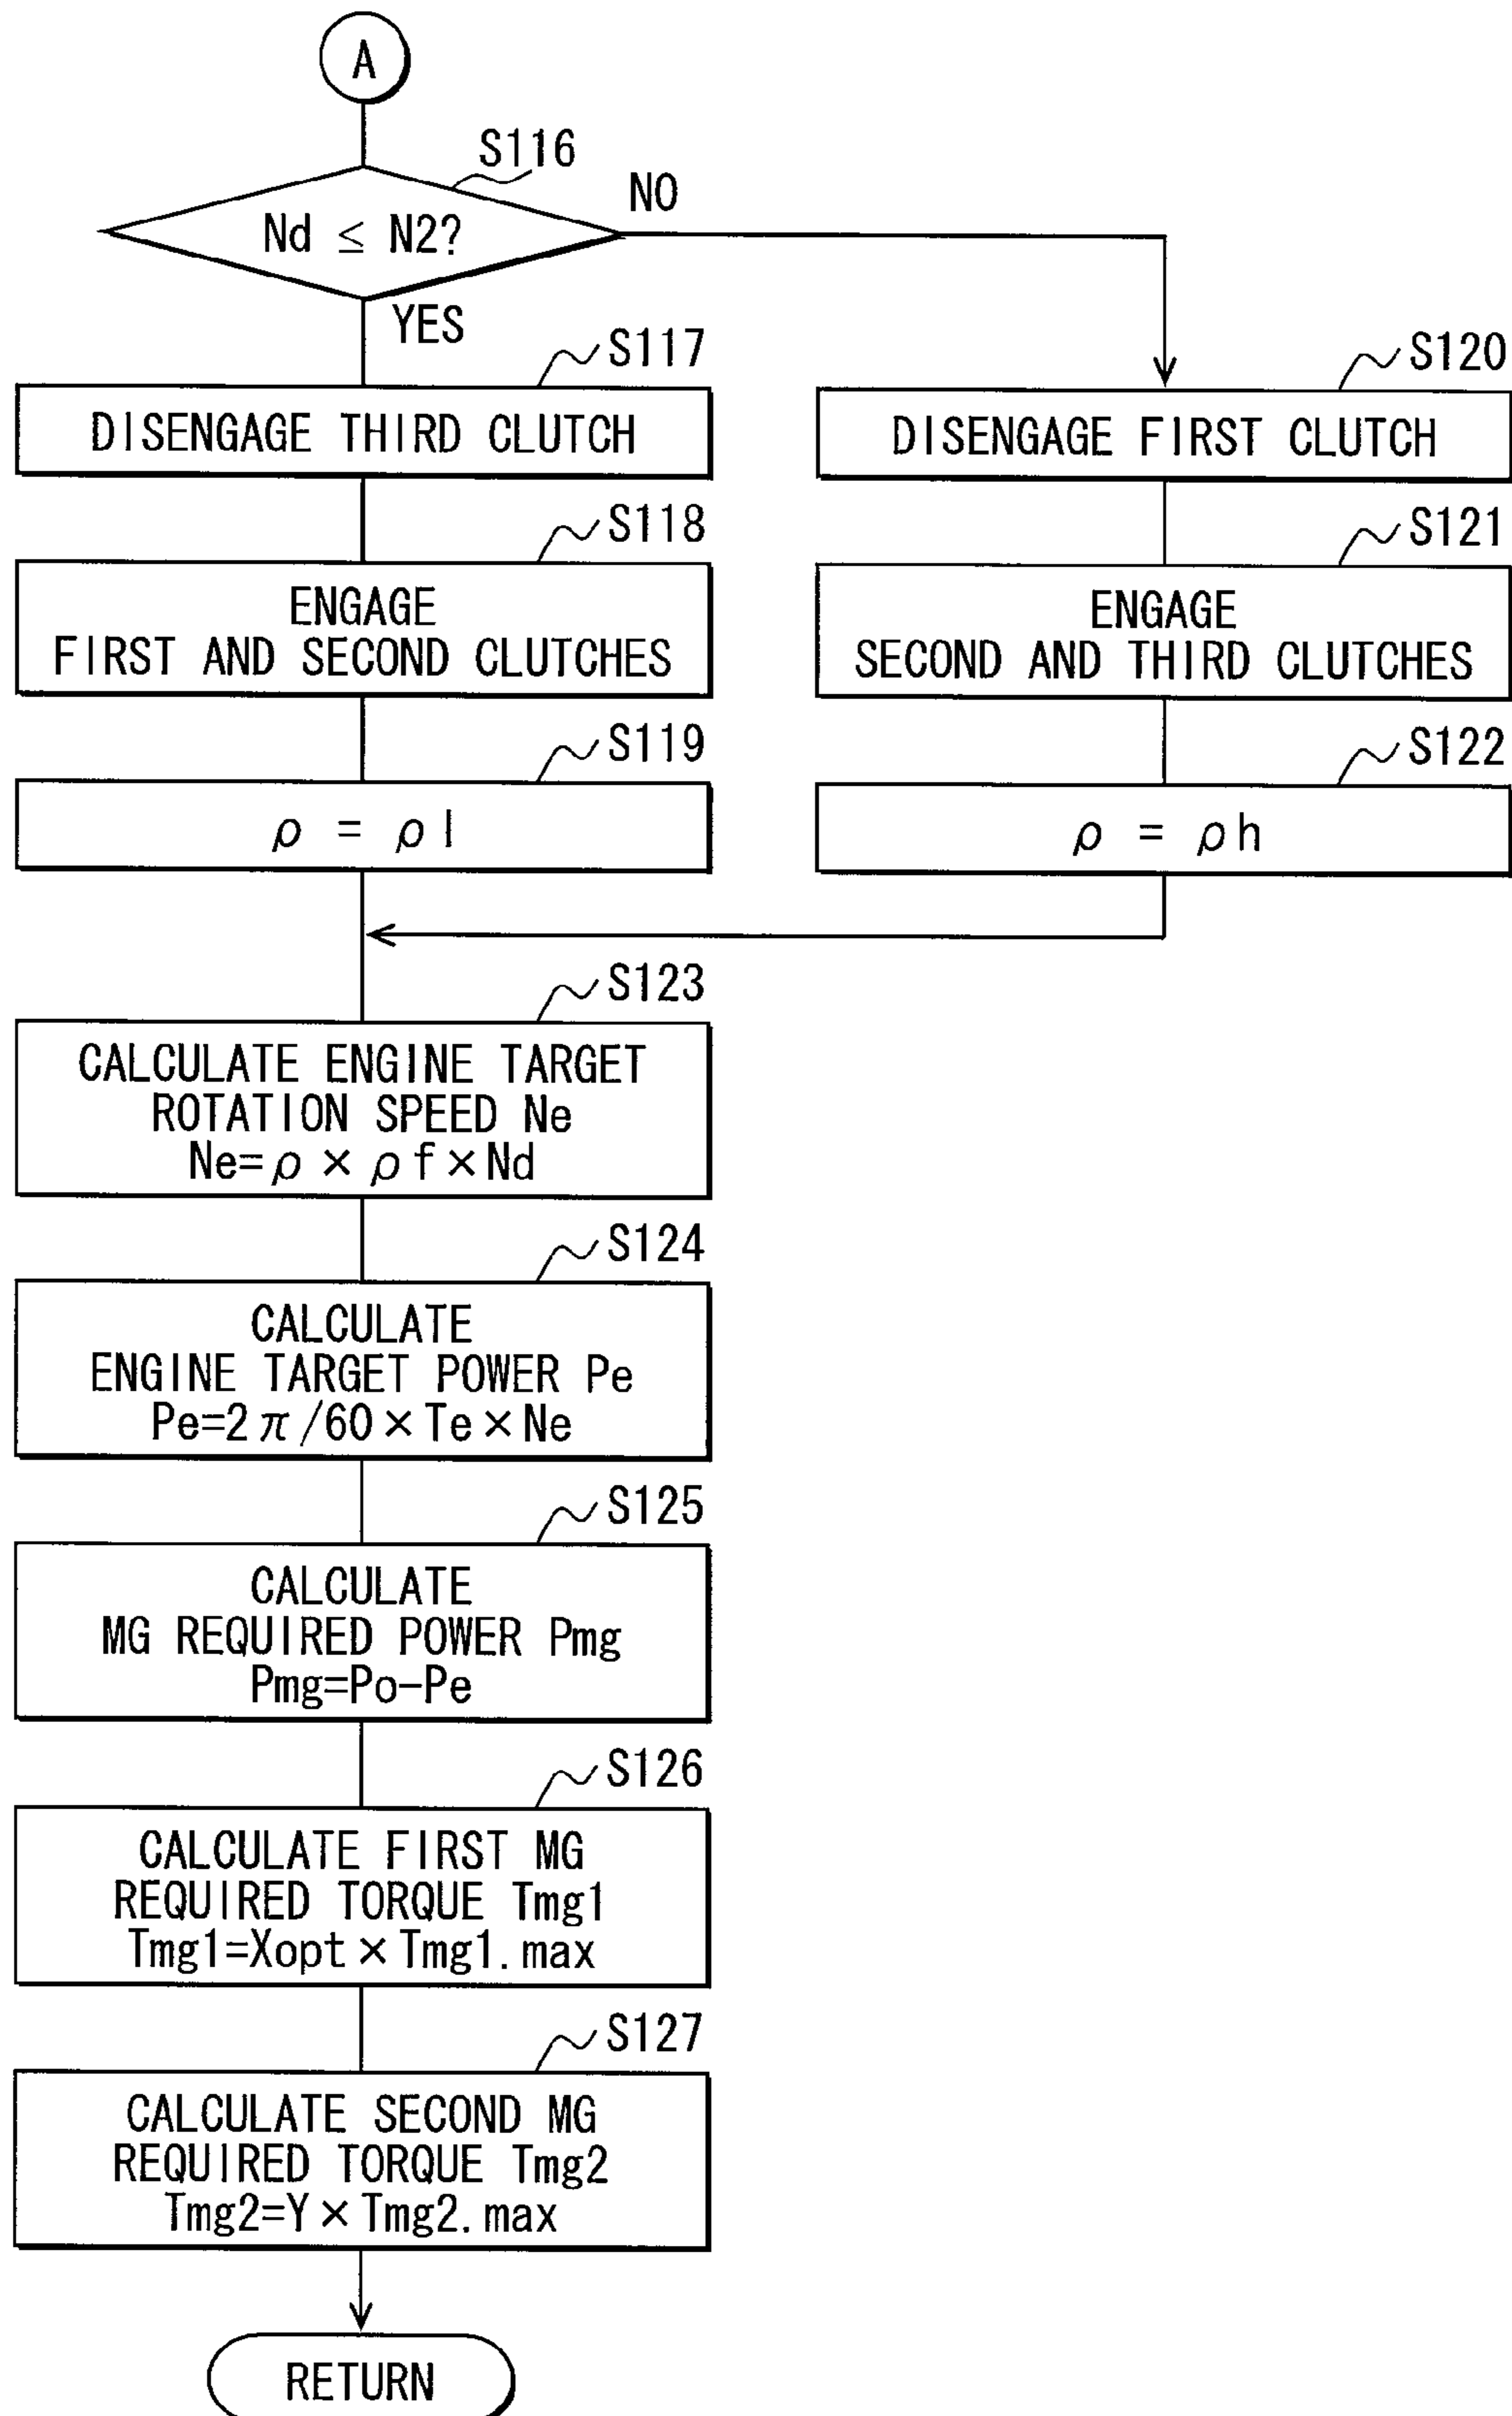 A
S116
Nd ≤ N2?
NO
YES
S117
DISENGAGE THIRD CLUTCH
S118
ENGAGE
FIRST AND SECOND CLUTCHES
S119
ρ = ρl
S120
DISENGAGE FIRST CLUTCH
S121
ENGAGE
SECOND AND THIRD CLUTCHES
S122
ρ = ρh
S123
CALCULATE ENGINE TARGET
ROTATION SPEED Ne
Ne=ρ×ρf×Nd
S124
CALCULATE
ENGINE TARGET POWER Pe
Pe=2π/60×Te×Ne
S125
CALCULATE
MG REQUIRED POWER Pmg
Pmg=Po-Pe
S126
CALCULATE FIRST MG
REQUIRED TORQUE Tmg1
Tmg1=Xopt×Tmg1.max
S127
CALCULATE SECOND MG
REQUIRED TORQUE Tmg2
Tmg2=Y×Tmg2.max
RETURN